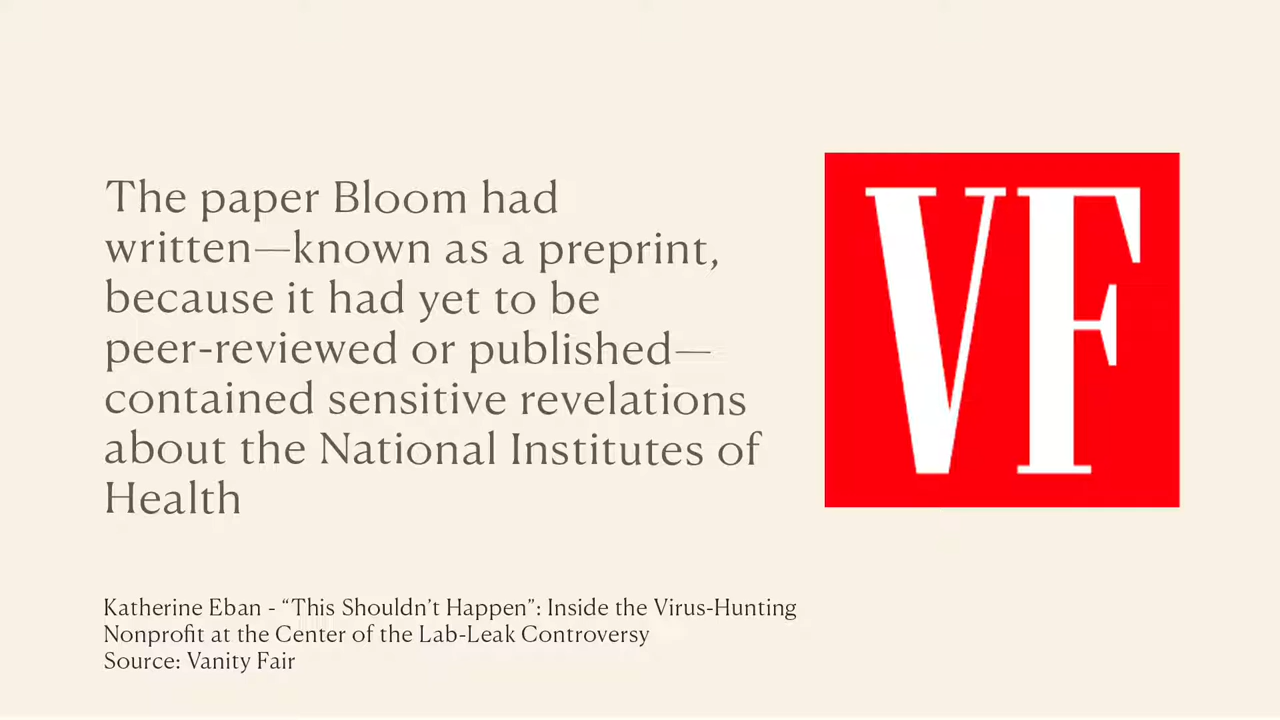 The paper Bloom had
written—known as a preprint,
because it had yet to be
peer-reviewed or published—
contained sensitive revelations
about the National Institutes of
Health
VF
Katherine Eban - “This Shouldn’t Happen”: Inside the Virus-Hunting
Nonprofit at the Center of the Lab-Leak Controversy
Source: Vanity Fair